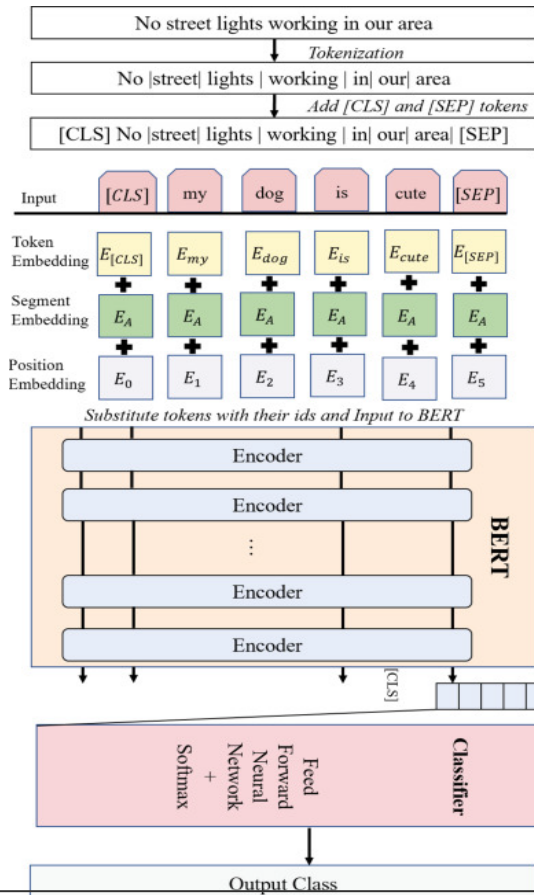 No street lights working in our area
Tokenization
No |street| lights | working | in| our| area
Add [CLS] and [SEP] tokens
[CLS] No |street| lights | working | in| our| area| [SEP]
Input [CLS] my dog is cute [SEP]
Token Embedding E[CLS] Emy Edog Eis Ecute E[SEP]
+ + + + + +
Segment Embedding EA EA EA EA EA EA
+ + + + + +
Position Embedding E0 E1 E2 E3 E4 E5
Substitute tokens with their ids and Input to BERT
Encoder
Encoder
...
Encoder
Encoder
BERT
[CLS]
Classifier
Feed
Forward
Neural
Network
+
Softmax
Output Class